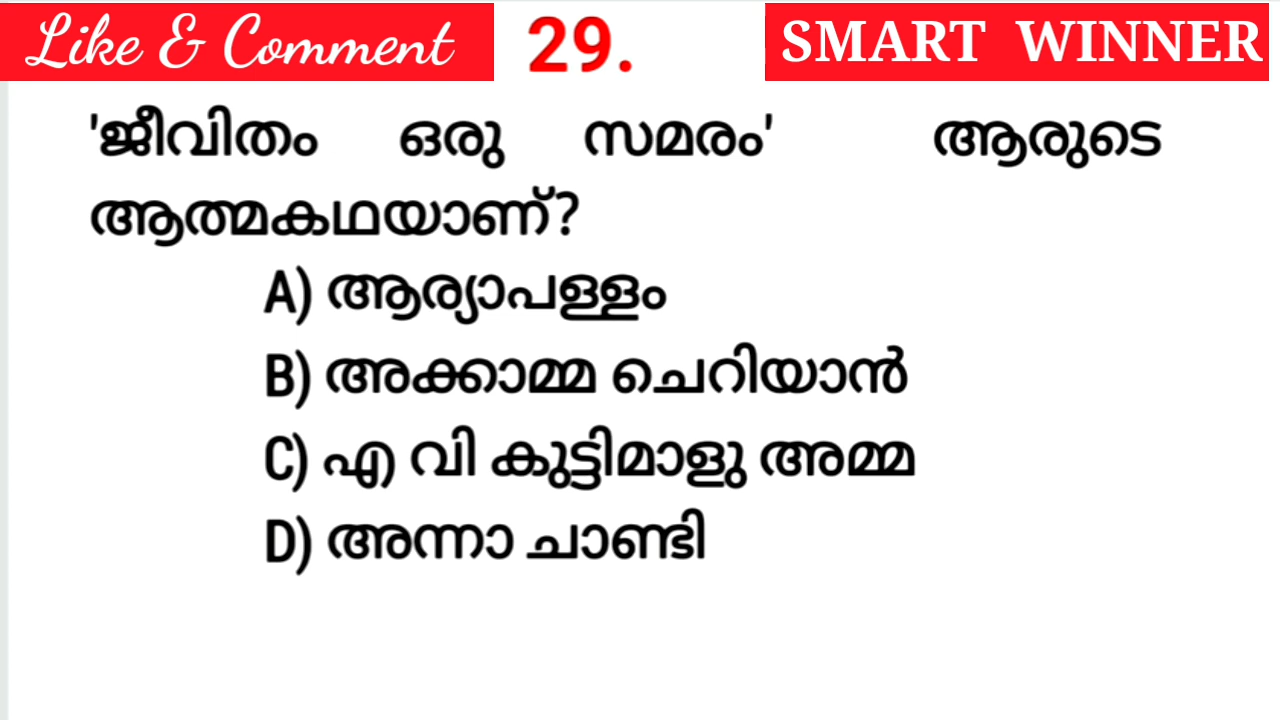 Like & Comment 29. SMART WINNER
'ജീവിതം ഒരു സമരം' ആരുടെ
ആത്മകഥയാണ്?
A) ആര്യാപള്ളം
B) അക്കാമ്മ ചെറിയാൻ
C) എ വി കുട്ടിമാളു അമ്മ
D) അന്നാ ചാണ്ടി